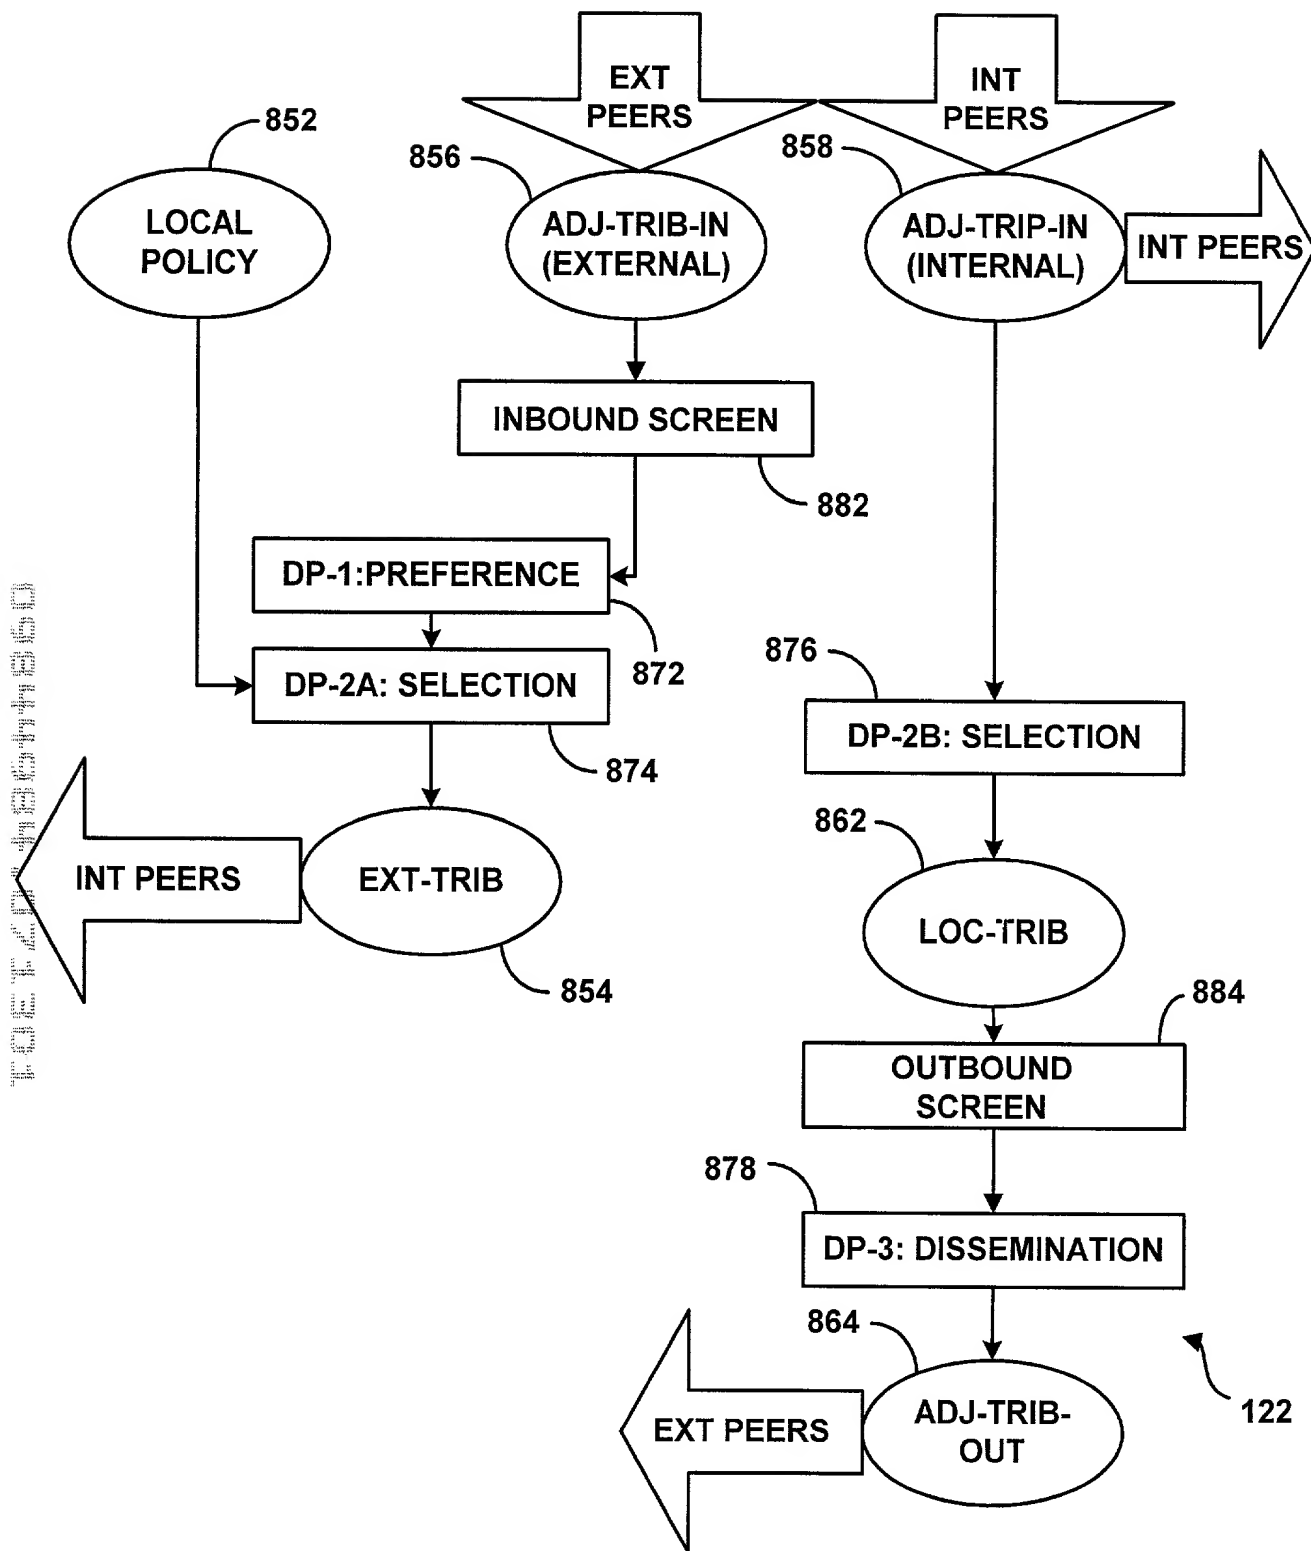 EXT
PEERS
INT
PEERS
852
856
858
LOCAL
POLICY
ADJ-TRIB-IN
(EXTERNAL)
ADJ-TRIP-IN
(INTERNAL)
INT PEERS
INBOUND SCREEN
882
DP-1:PREFERENCE
872
DP-2A: SELECTION
874
876
DP-2B: SELECTION
INT PEERS
EXT-TRIB
854
862
LOC-TRIB
884
OUTBOUND
SCREEN
878
DP-3: DISSEMINATION
864
EXT PEERS
ADJ-TRIB-
OUT
122